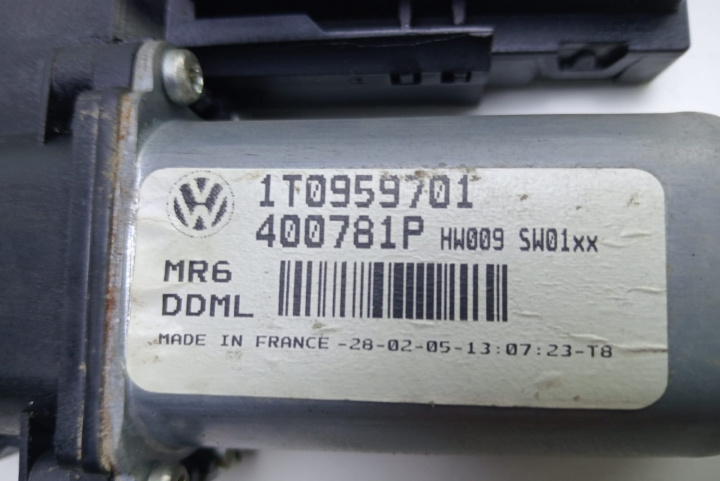 1T0959701
400781P HW009 SW01xx
MR6
DDML
MADE IN FRANCE -28-02-05-13:07:23-T8